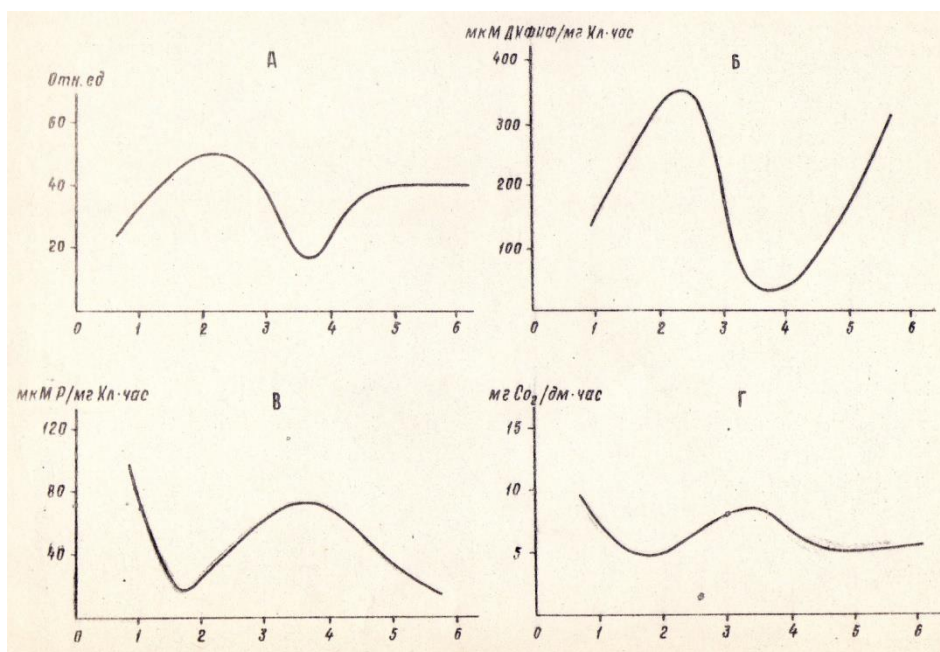 А
Отн. ед
60
40
20
0 1 2 3 4 5 6
мкМ ДХФИФ/мг Хл·час
Б
400
300
200
100
0 1 2 3 4 5 6
мкМ Р/мг Хл·час
В
120
80
40
0 1 2 3 4 5 6
мг Со₂/дм·час
Г
15
10
5
0 1 2 3 4 5 6